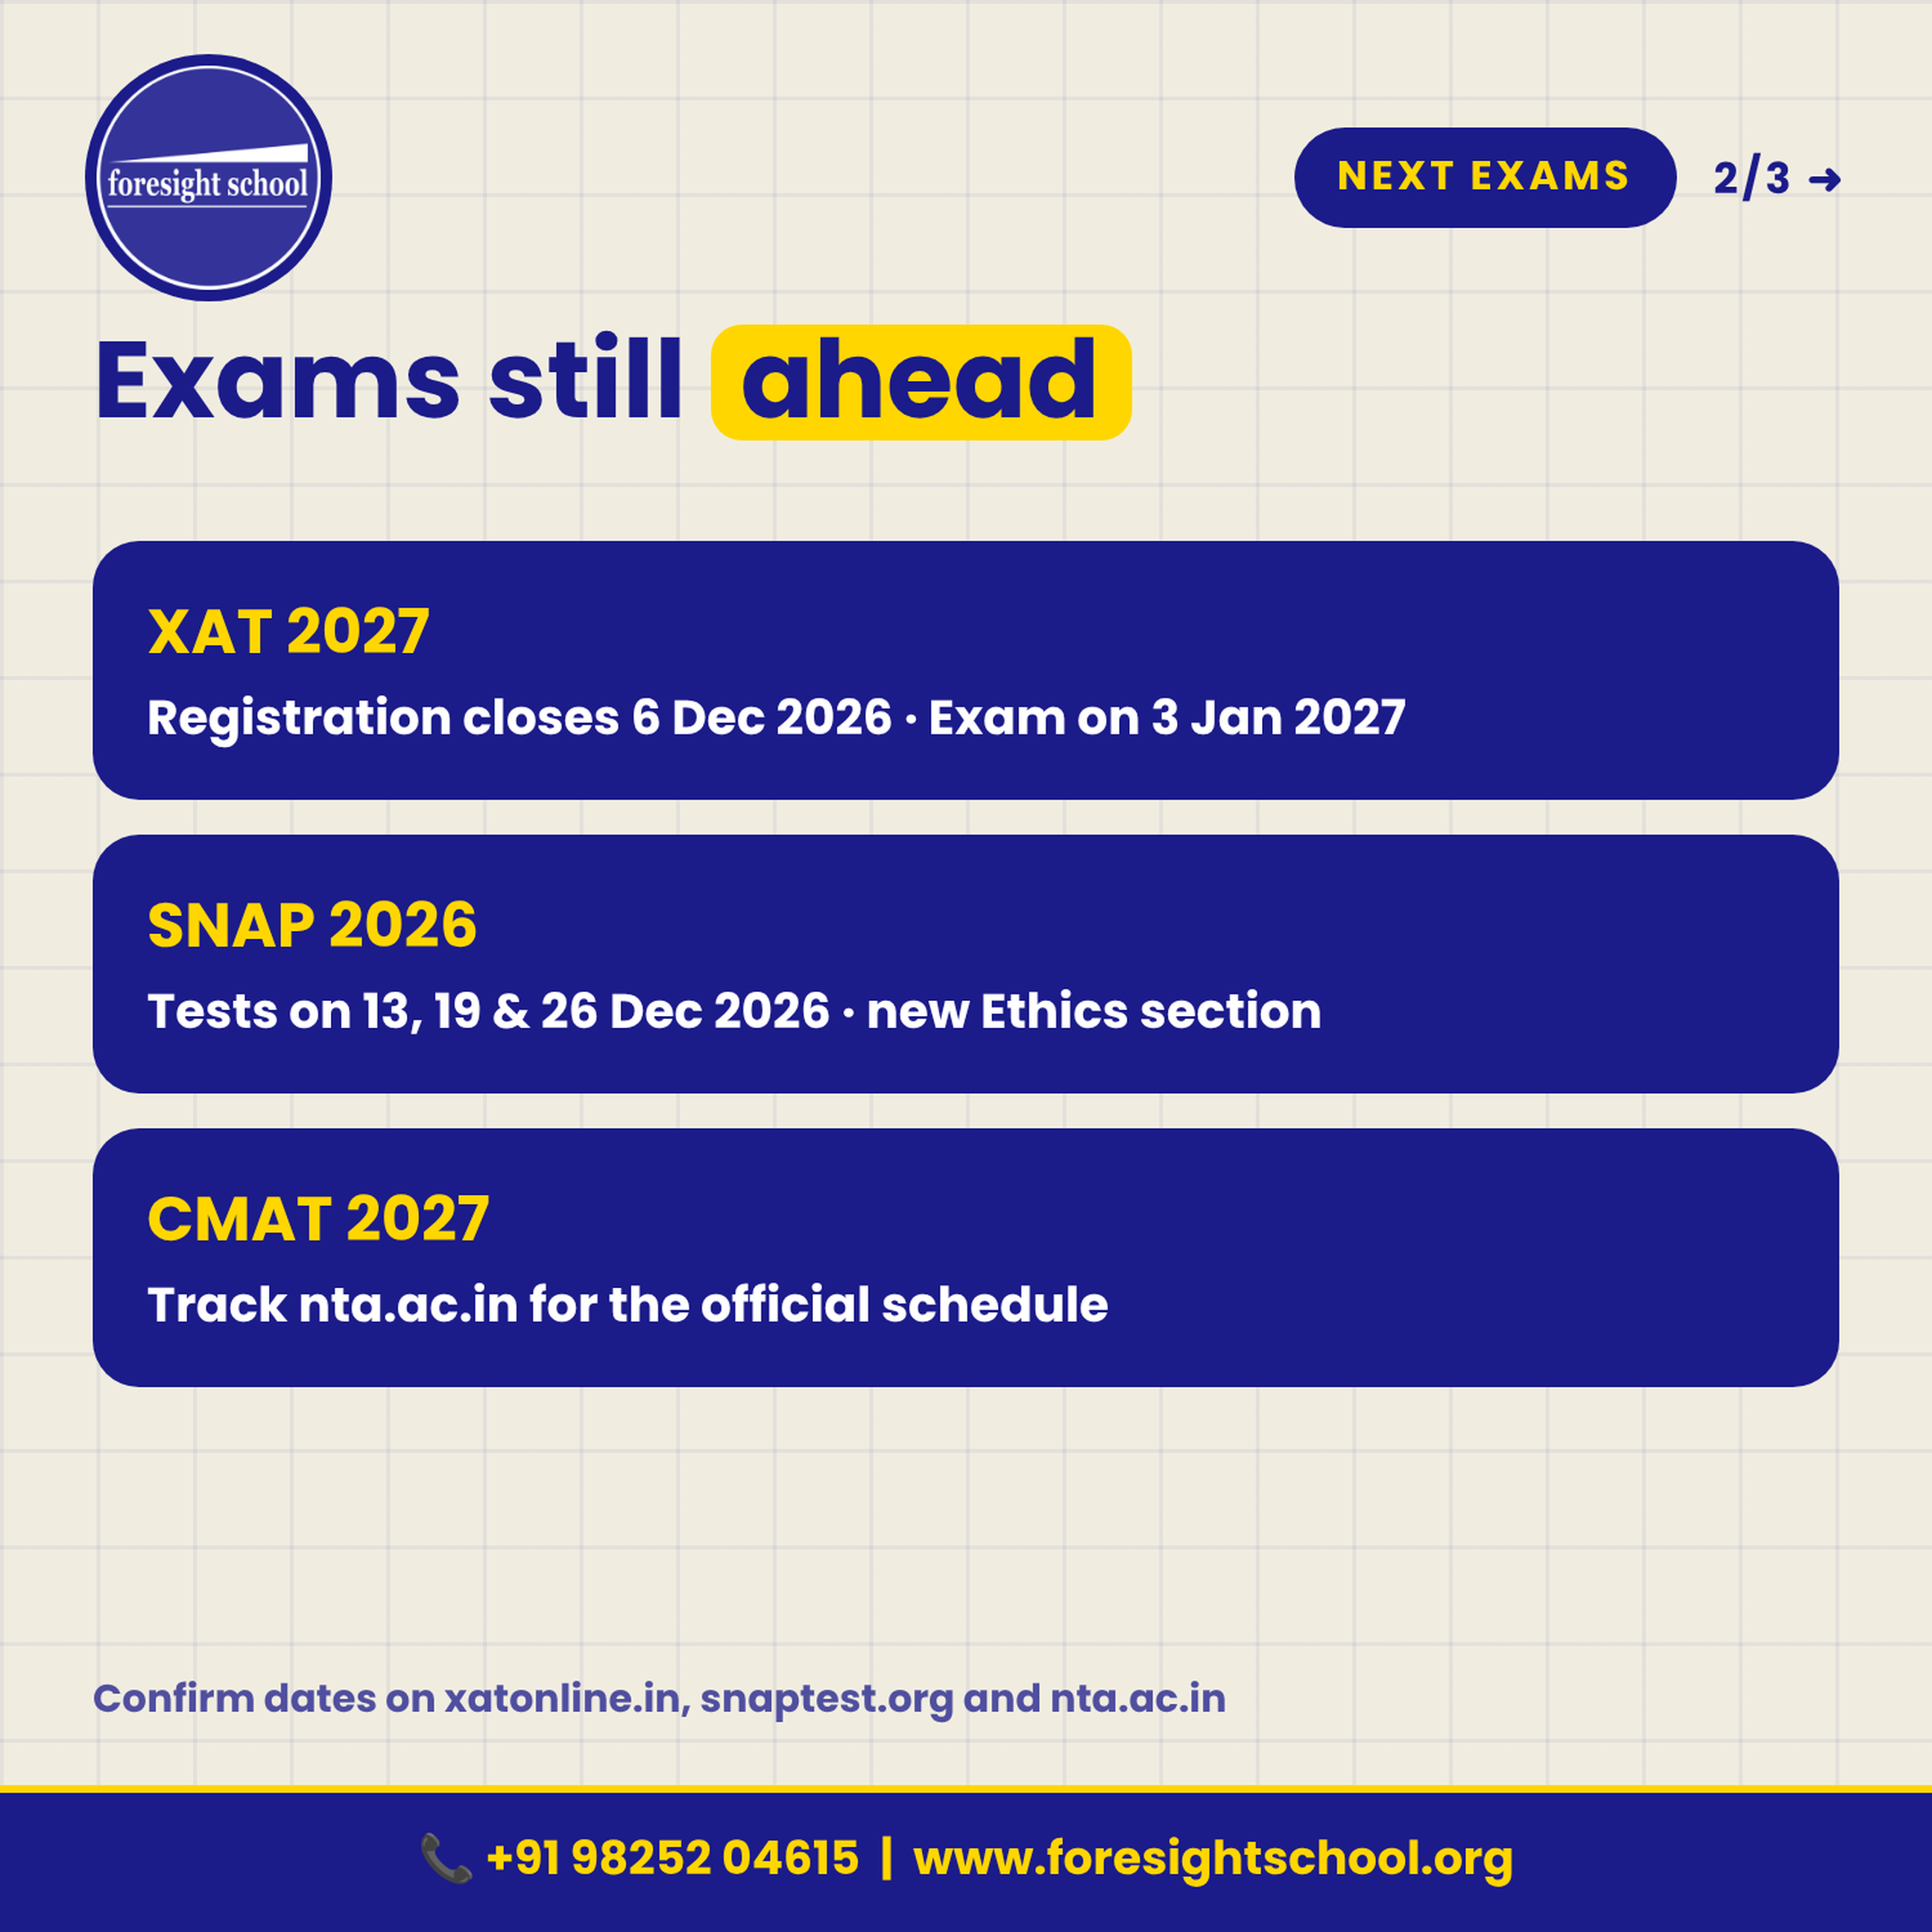 foresight school
NEXT EXAMS 2/3 →
Exams still ahead
XAT 2027
Registration closes 6 Dec 2026 · Exam on 3 Jan 2027
SNAP 2026
Tests on 13, 19 & 26 Dec 2026 · new Ethics section
CMAT 2027
Track nta.ac.in for the official schedule
Confirm dates on xatonline.in, snaptest.org and nta.ac.in
📞 +91 98252 04615 | www.foresightschool.org